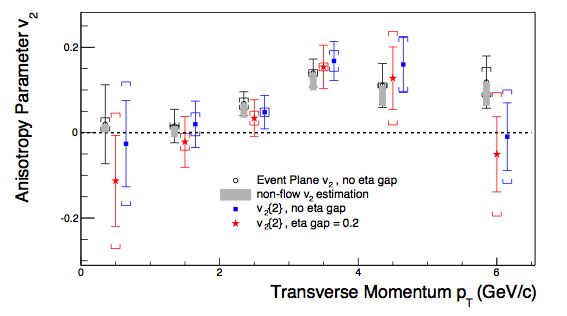 Anisotropy Parameter v2
0.2
0
-0.2
Event Plane v2 , no eta gap
non-flow v2 estimation
v2{2} , no eta gap
v2{2} , eta gap = 0.2
0 2 4 6
Transverse Momentum pT (GeV/c)